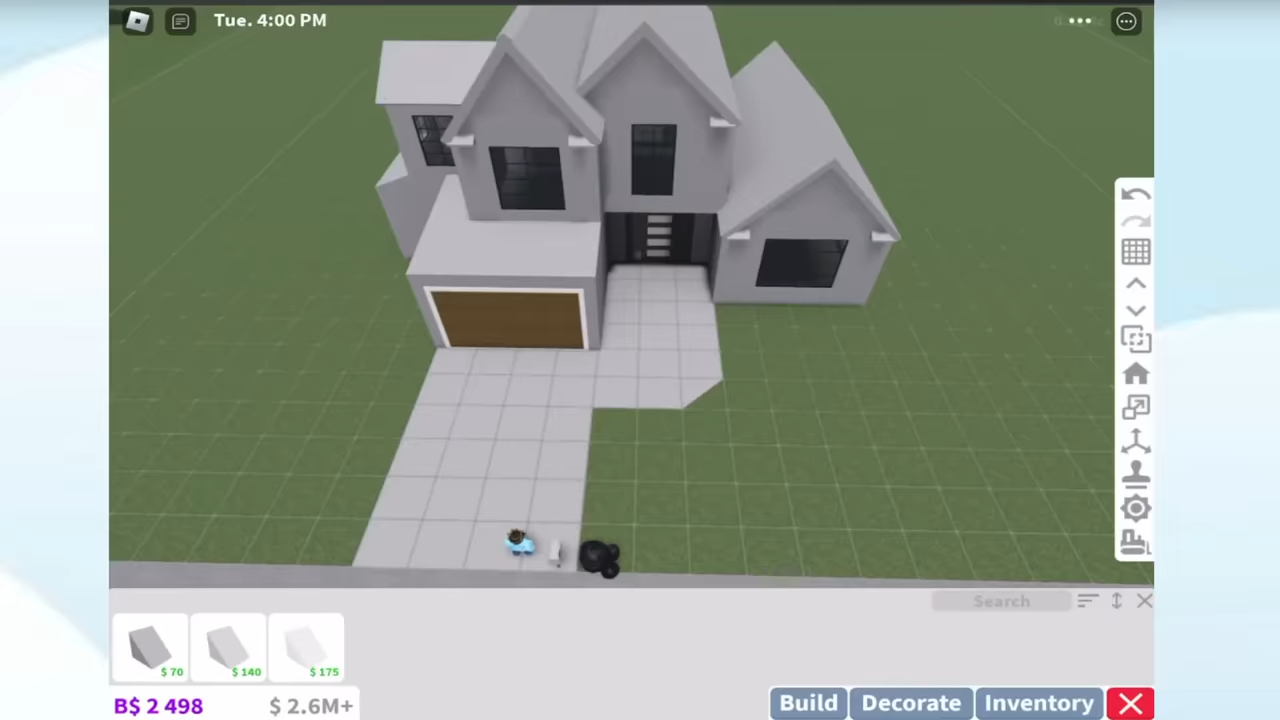 Tue. 4:00 PM
Search
$ 70
$ 140
$ 175
B$ 2 498
$ 2.6M+
Build
Decorate
Inventory